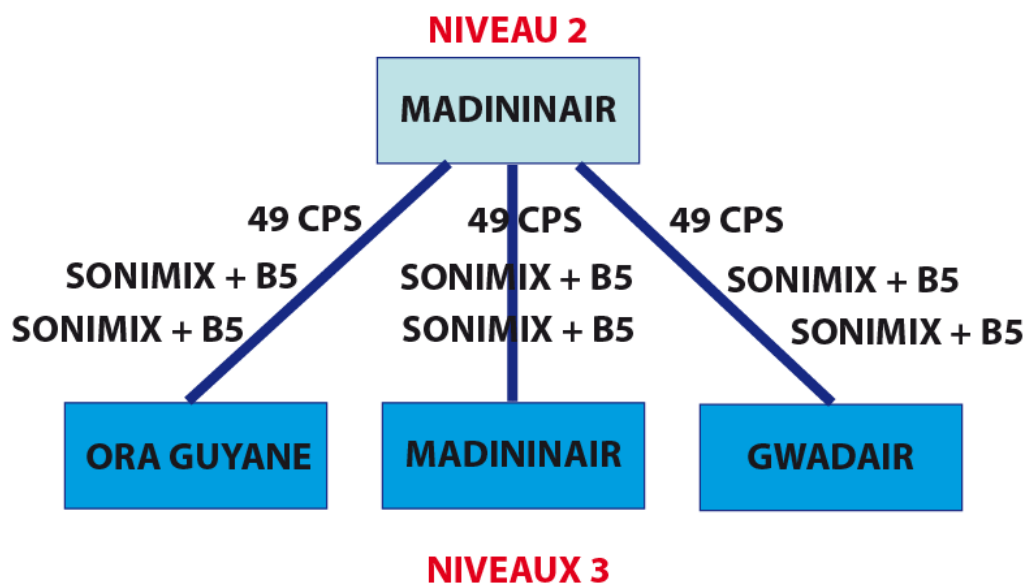 NIVEAU 2
MADININAIR
49 CPS
49 CPS
49 CPS
SONIMIX + B5
SONIMIX + B5
SONIMIX + B5
SONIMIX + B5
SONIMIX + B5
SONIMIX + B5
ORA GUYANE
MADININAIR
GWADAIR
NIVEAUX 3